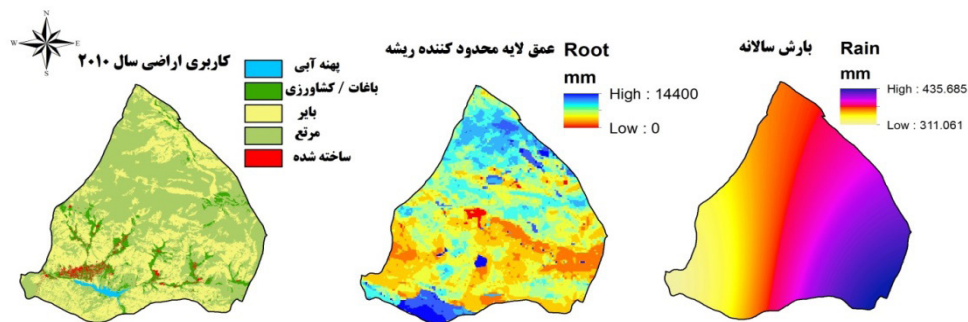 N
W
E
S
کاربری اراضی سال ۲۰۱۰
پهنه آبی
باغات / کشاورزی
بایر
مرتع
ساخته شده
عمق لایه محدود کننده ریشه
Root
mm
High : 14400
Low : 0
بارش سالانه
Rain
mm
High : 435.685
Low : 311.061